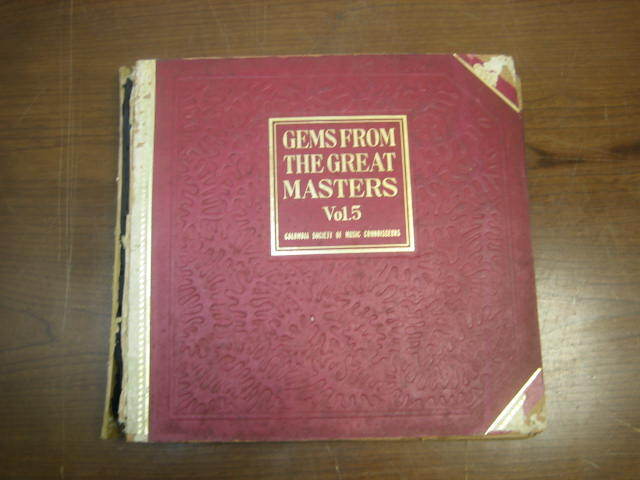 GEMS FROM
THE GREAT
MASTERS
Vol.5
COLUMBIA SOCIETY OF MUSIC CONNOISSEURS